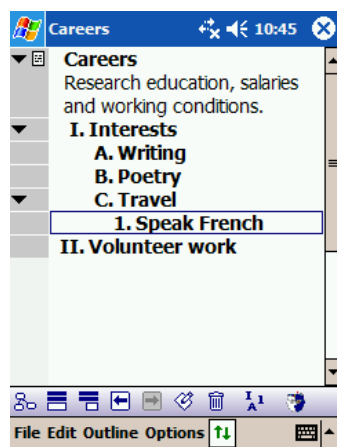 Careers 10:45
Careers
Research education, salaries
and working conditions.
I. Interests
A. Writing
B. Poetry
C. Travel
1. Speak French
II. Volunteer work
I A 1
File Edit Outline Options